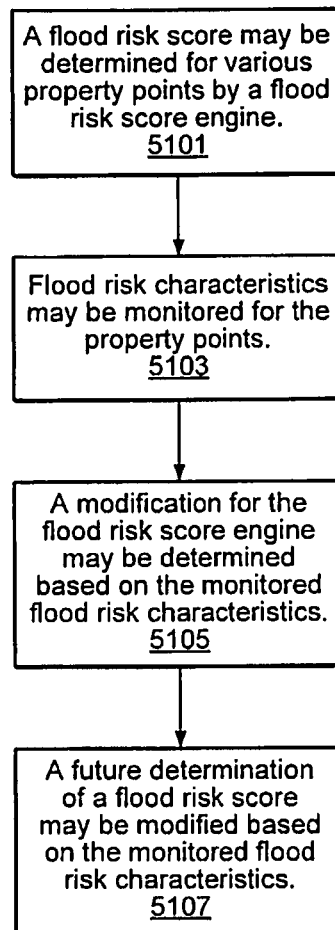 A flood risk score may be
determined for various
property points by a flood
risk score engine.
5101
Flood risk characteristics
may be monitored for the
property points.
5103
A modification for the
flood risk score engine
may be determined
based on the monitored
flood risk characteristics.
5105
A future determination
of a flood risk score
may be modified based
on the monitored flood
risk characteristics.
5107